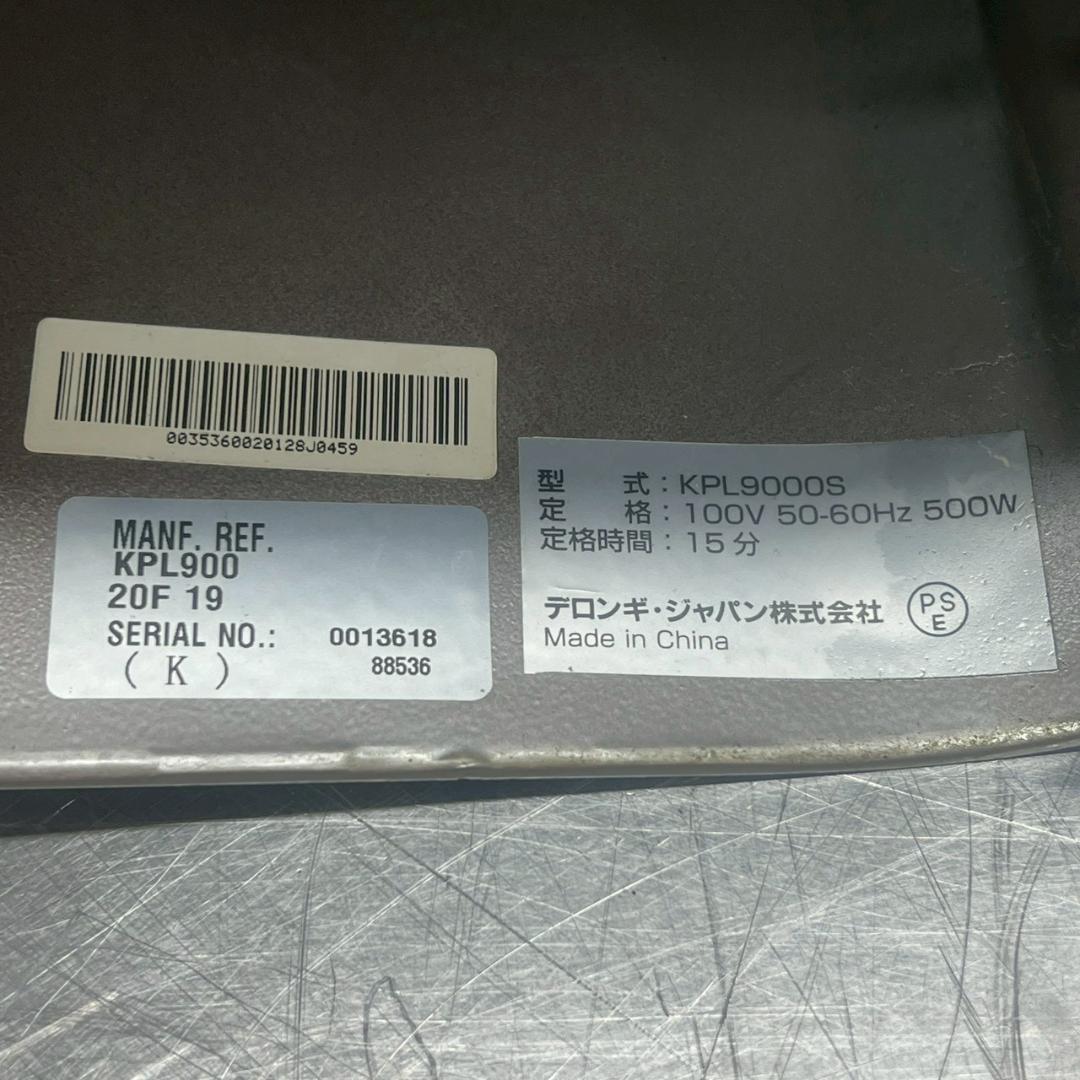 0035360020128J0459
MANF. REF.
KPL900
20F 19
SERIAL NO.: 0013618
( K ) 88536
型 式：KPL9000S
定 格：100V 50-60Hz 500W
定格時間：15分
デロンギ・ジャパン株式会社 PSE
Made in China